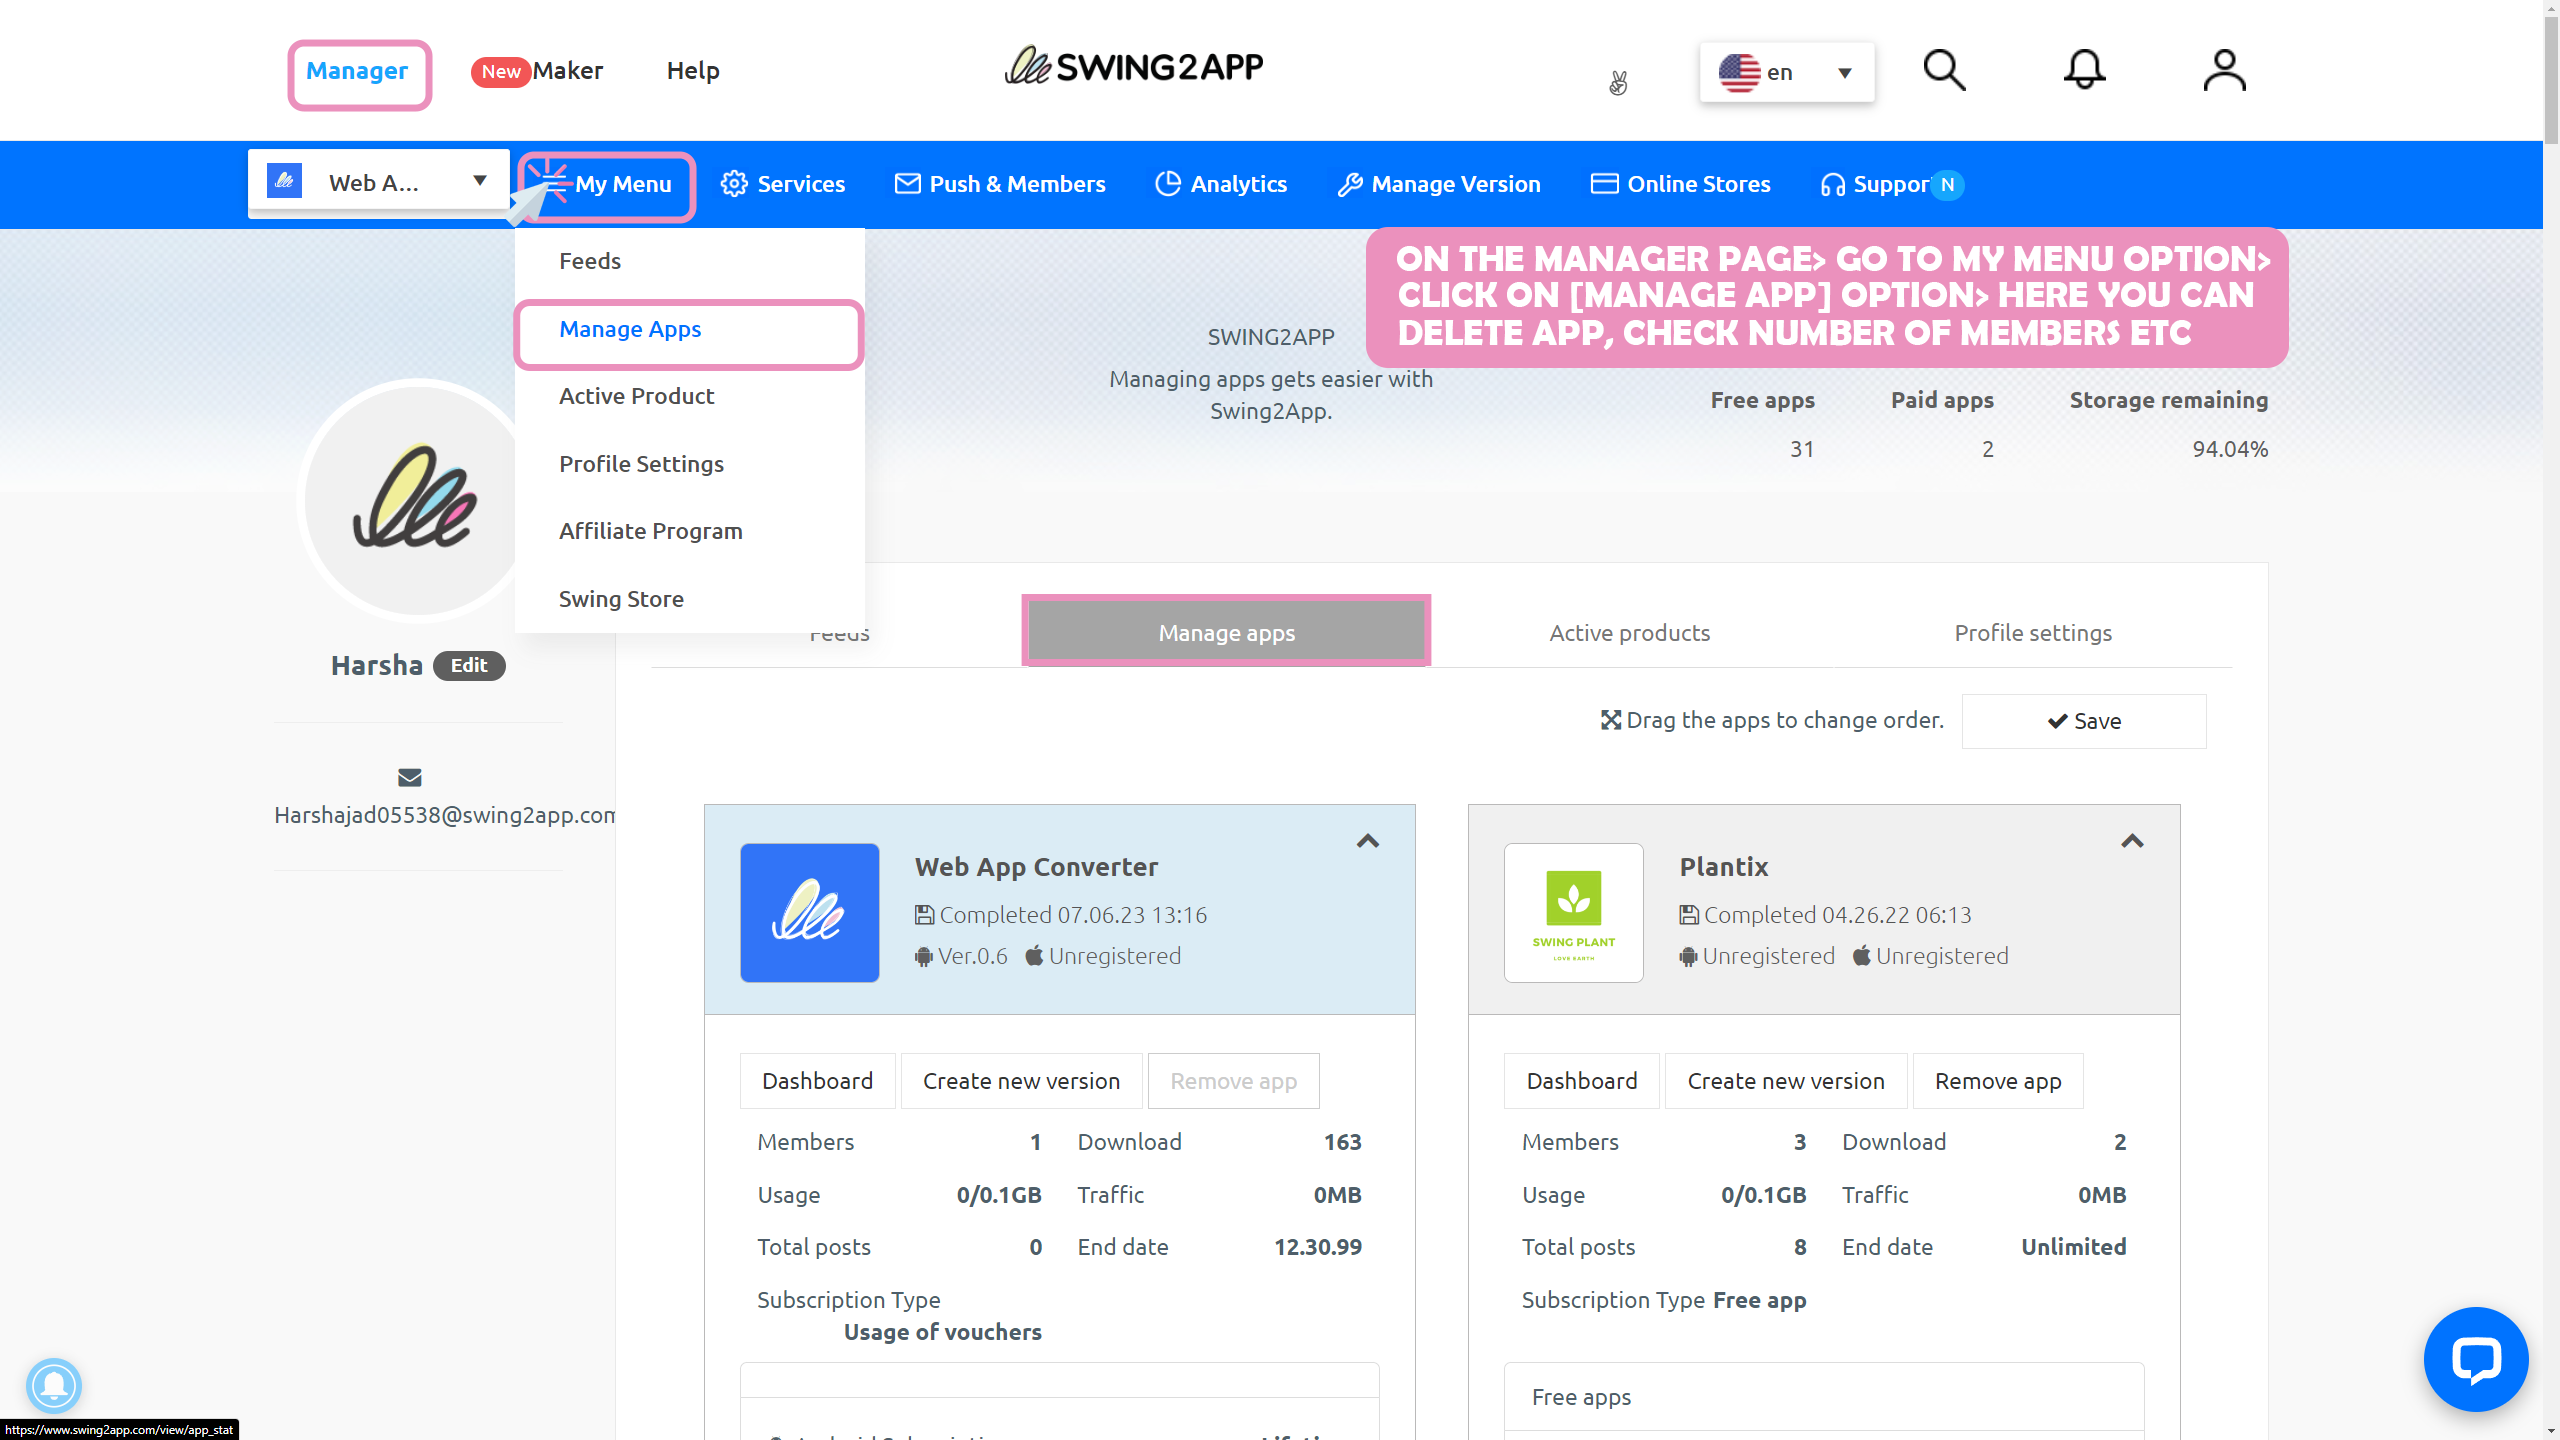 Manager
New Maker
Help
SWING2APP
en
Web A...
My Menu
Services
Push & Members
Analytics
Manage Version
Online Stores
Suppor
N
Feeds
Manage Apps
Active Product
Profile Settings
Affiliate Program
Swing Store
ON THE MANAGER PAGE> GO TO MY MENU OPTION>
CLICK ON [MANAGE APP] OPTION> HERE YOU CAN
DELETE APP, CHECK NUMBER OF MEMBERS ETC
SWING2APP
Managing apps gets easier with
Swing2App.
Free apps Paid apps Storage remaining
31 2 94.04%
Harsha Edit
Harshajad05538@swing2app.com
Feeds
Manage apps
Active products
Profile settings
Drag the apps to change order.
Save
Web App Converter
Completed 07.06.23 13:16
Ver.0.6 Unregistered
Dashboard Create new version Remove app
Members 1 Download 163
Usage 0/0.1GB Traffic 0MB
Total posts 0 End date 12.30.99
Subscription Type
Usage of vouchers
Plantix
SWING PLANT
LOVE EARTH
Completed 04.26.22 06:13
Unregistered Unregistered
Dashboard Create new version Remove app
Members 3 Download 2
Usage 0/0.1GB Traffic 0MB
Total posts 8 End date Unlimited
Subscription Type Free app
Free apps
https://www.swing2app.com/view/app_stat